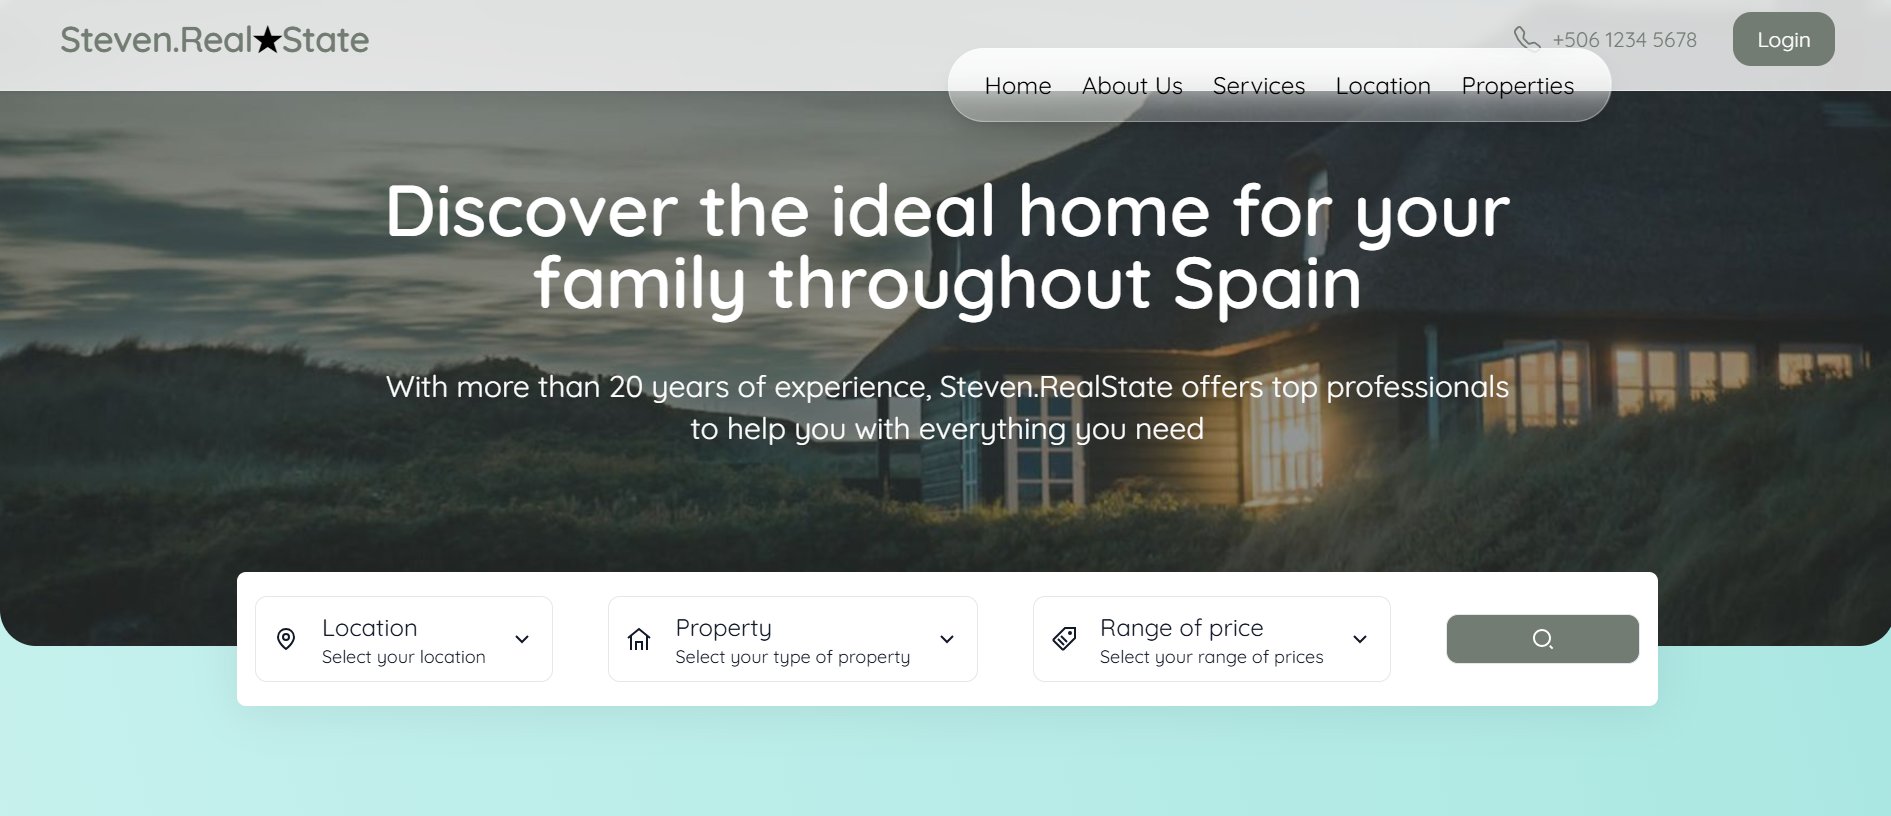 Steven.Real★State
+506 1234 5678
Login
Home About Us Services Location Properties
Discover the ideal home for your
family throughout Spain
With more than 20 years of experience, Steven.RealState offers top professionals
to help you with everything you need
Location
Select your location
Property
Select your type of property
Range of price
Select your range of prices